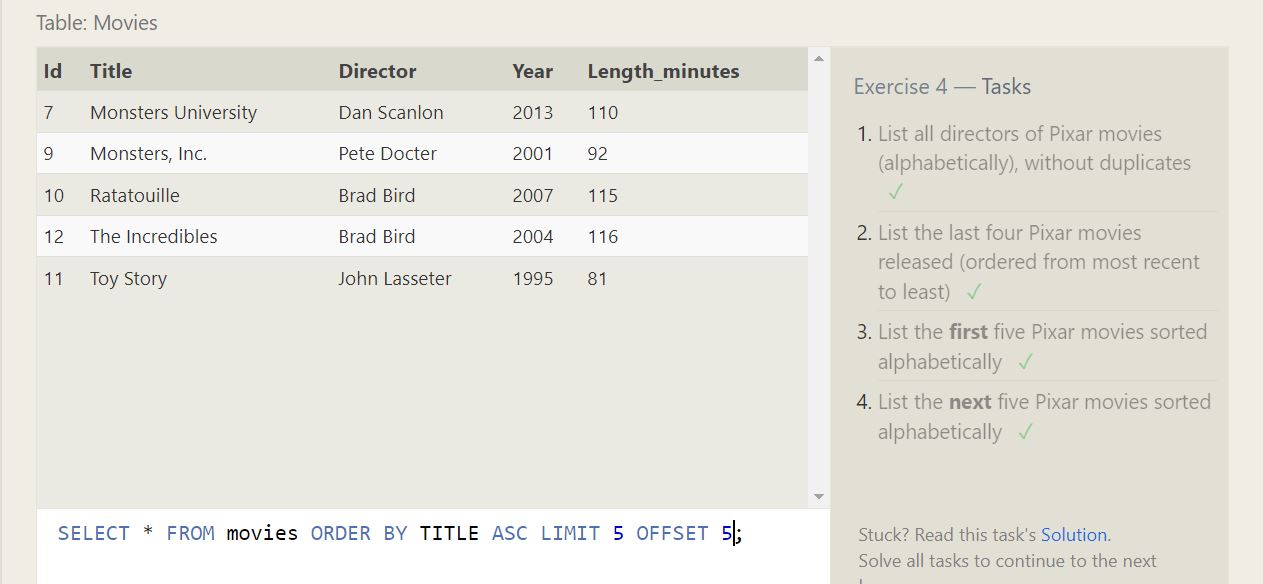 Table: Movies
Id Title Director Year Length_minutes
7 Monsters University Dan Scanlon 2013 110
9 Monsters, Inc. Pete Docter 2001 92
10 Ratatouille Brad Bird 2007 115
12 The Incredibles Brad Bird 2004 116
11 Toy Story John Lasseter 1995 81
SELECT * FROM movies ORDER BY TITLE ASC LIMIT 5 OFFSET 5;
Exercise 4 — Tasks
1. List all directors of Pixar movies
(alphabetically), without duplicates
✓
2. List the last four Pixar movies
released (ordered from most recent
to least) ✓
3. List the first five Pixar movies sorted
alphabetically ✓
4. List the next five Pixar movies sorted
alphabetically ✓
Stuck? Read this task's Solution.
Solve all tasks to continue to the next